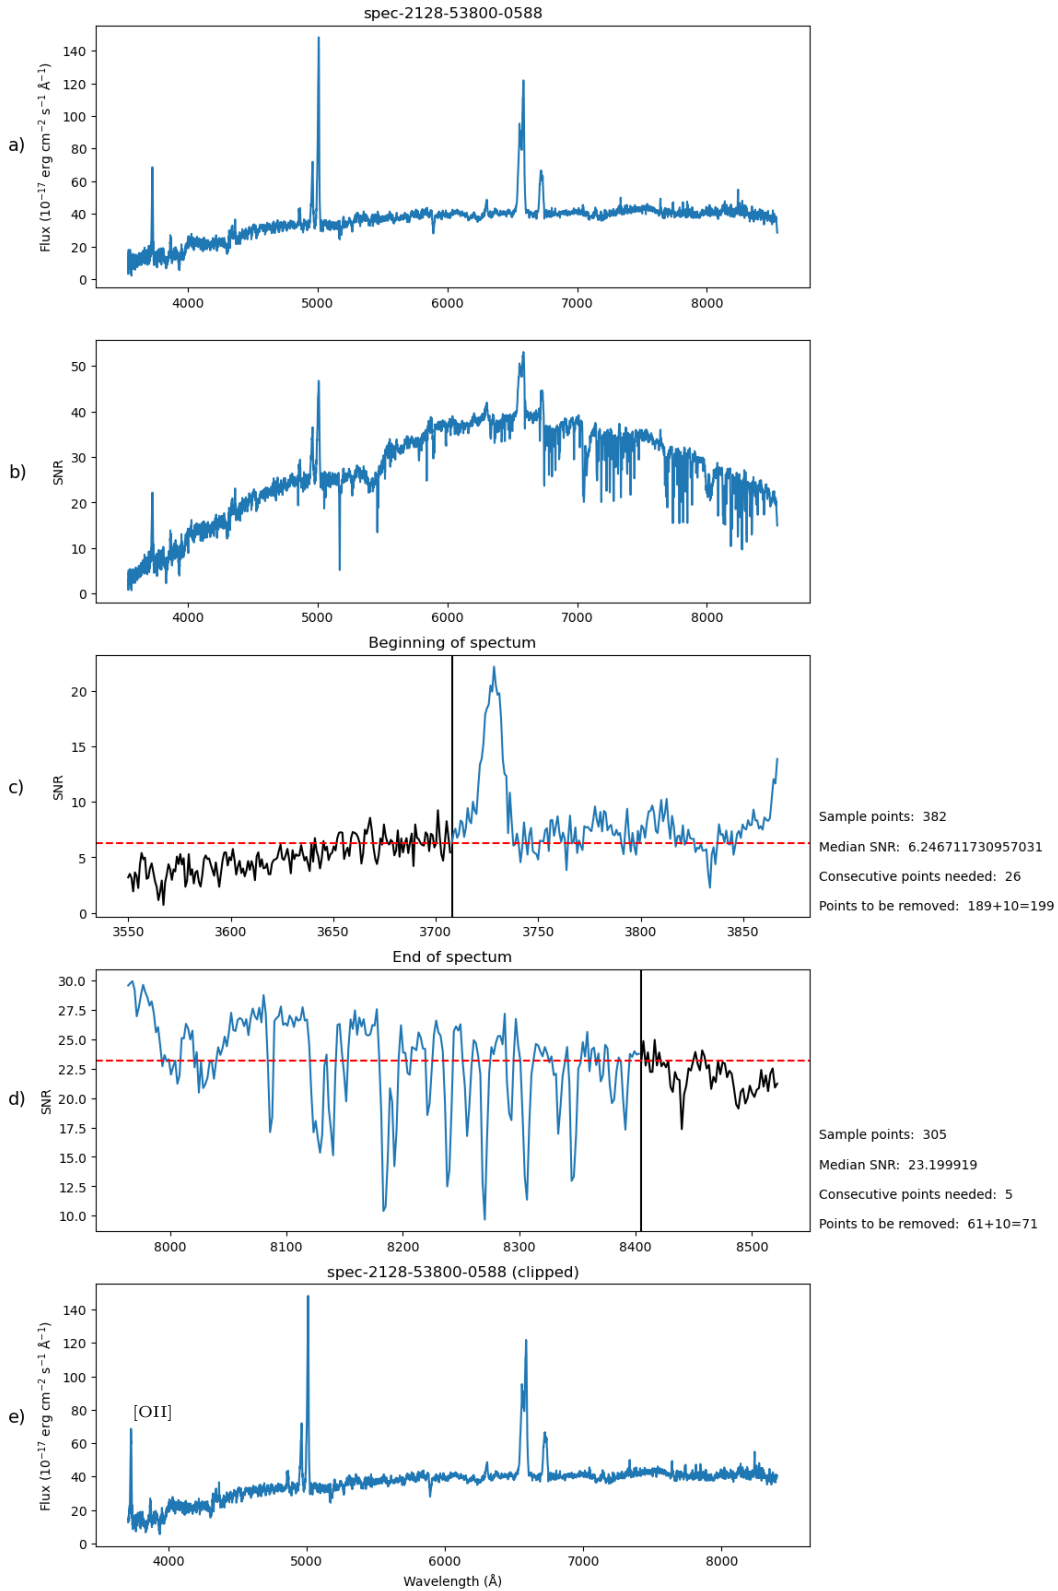 spec-2128-53800-0588
a)
Flux (10⁻¹⁷ erg cm⁻² s⁻¹ Å⁻¹)
140
120
100
80
60
40
20
0
4000 5000 6000 7000 8000
b)
SNR
50
40
30
20
10
0
4000 5000 6000 7000 8000
Beginning of spectum
c)
SNR
20
15
10
5
0
3550 3600 3650 3700 3750 3800 3850
Sample points: 382
Median SNR: 6.246711730957031
Consecutive points needed: 26
Points to be removed: 189+10=199
End of spectum
d)
SNR
30.0
27.5
25.0
22.5
20.0
17.5
15.0
12.5
10.0
8000 8100 8200 8300 8400 8500
Sample points: 305
Median SNR: 23.199919
Consecutive points needed: 5
Points to be removed: 61+10=71
spec-2128-53800-0588 (clipped)
e)
Flux (10⁻¹⁷ erg cm⁻² s⁻¹ Å⁻¹)
140
120
100
80
60
40
20
0
[OII]
4000 5000 6000 7000 8000
Wavelength (Å)